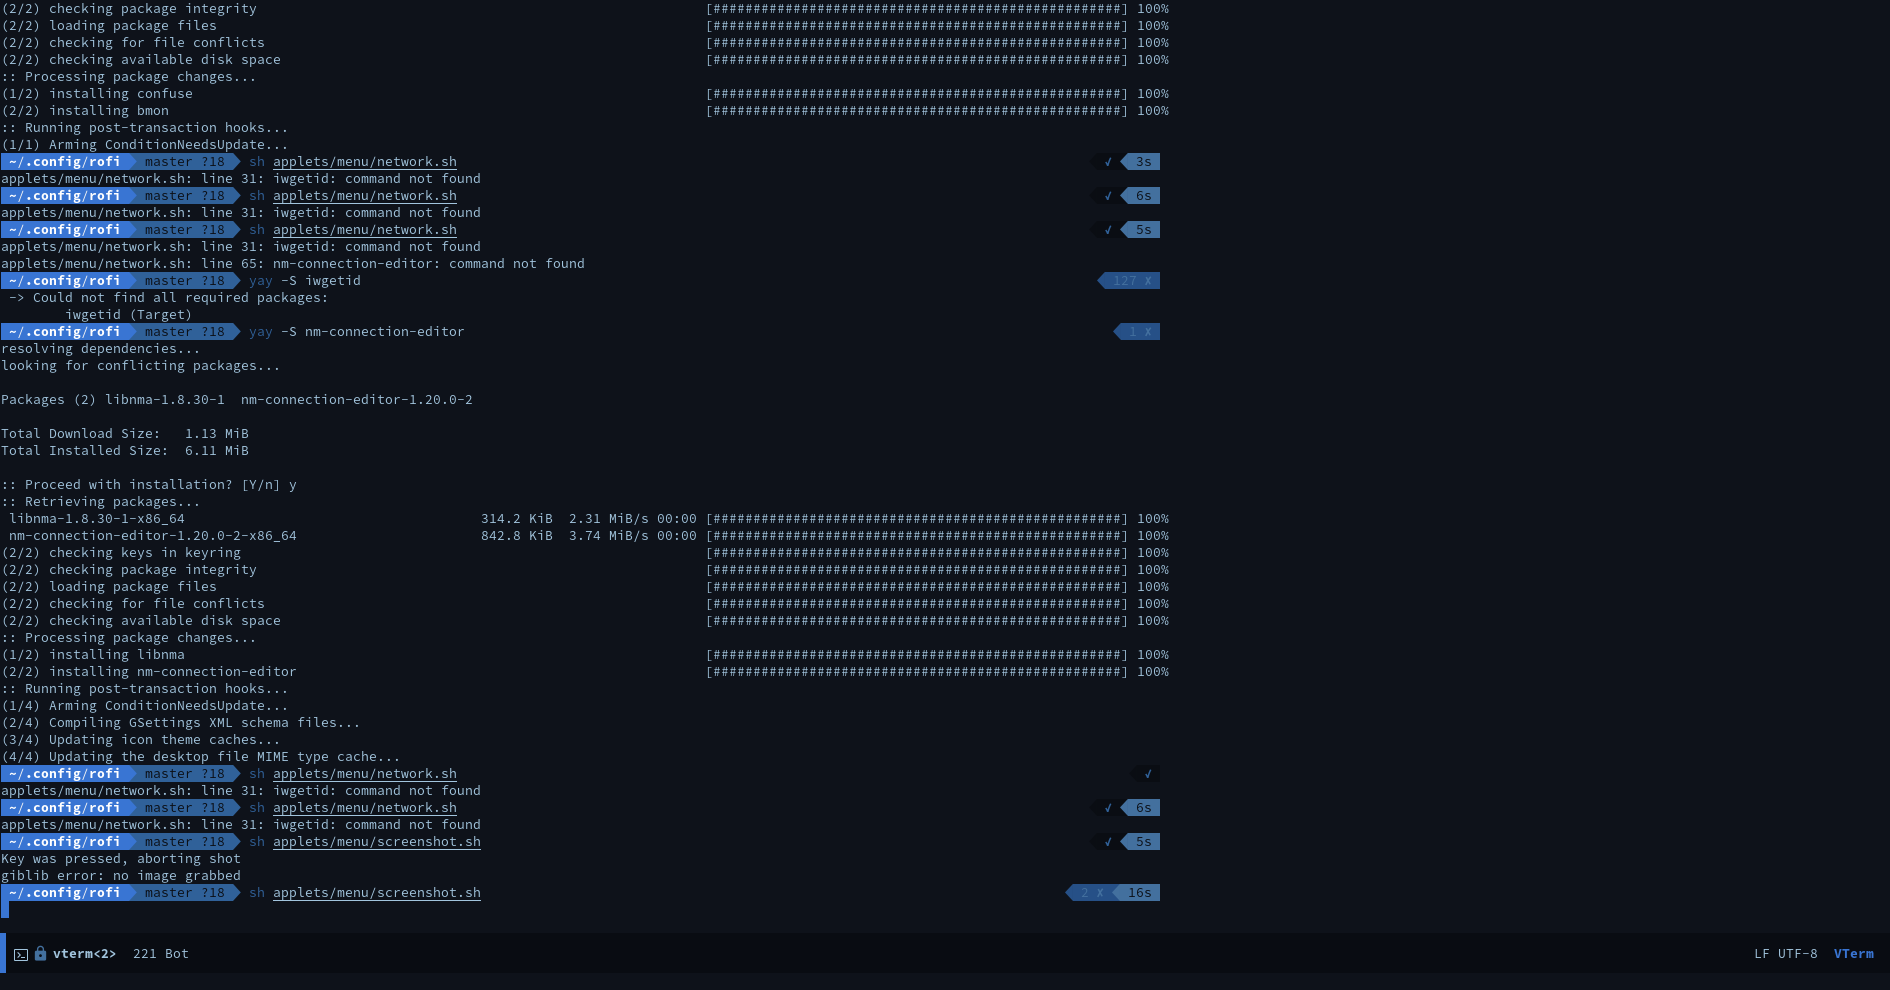 (2/2) checking package integrity [###################################################] 100%
(2/2) loading package files [###################################################] 100%
(2/2) checking for file conflicts [###################################################] 100%
(2/2) checking available disk space [###################################################] 100%
:: Processing package changes...
(1/2) installing confuse [###################################################] 100%
(2/2) installing bmon [###################################################] 100%
:: Running post-transaction hooks...
(1/1) Arming ConditionNeedsUpdate...
~/.config/rofi master ?18 sh applets/menu/network.sh ✓ 3s
applets/menu/network.sh: line 31: iwgetid: command not found
~/.config/rofi master ?18 sh applets/menu/network.sh ✓ 6s
applets/menu/network.sh: line 31: iwgetid: command not found
~/.config/rofi master ?18 sh applets/menu/network.sh ✓ 5s
applets/menu/network.sh: line 31: iwgetid: command not found
applets/menu/network.sh: line 65: nm-connection-editor: command not found
~/.config/rofi master ?18 yay -S iwgetid 127 ✗
-> Could not find all required packages:
iwgetid (Target)
~/.config/rofi master ?18 yay -S nm-connection-editor 1 ✗
resolving dependencies...
looking for conflicting packages...
Packages (2) libnma-1.8.30-1 nm-connection-editor-1.20.0-2
Total Download Size: 1.13 MiB
Total Installed Size: 6.11 MiB
:: Proceed with installation? [Y/n] y
:: Retrieving packages...
libnma-1.8.30-1-x86_64 314.2 KiB 2.31 MiB/s 00:00 [###################################################] 100%
nm-connection-editor-1.20.0-2-x86_64 842.8 KiB 3.74 MiB/s 00:00 [###################################################] 100%
(2/2) checking keys in keyring [###################################################] 100%
(2/2) checking package integrity [###################################################] 100%
(2/2) loading package files [###################################################] 100%
(2/2) checking for file conflicts [###################################################] 100%
(2/2) checking available disk space [###################################################] 100%
:: Processing package changes...
(1/2) installing libnma [###################################################] 100%
(2/2) installing nm-connection-editor [###################################################] 100%
:: Running post-transaction hooks...
(1/4) Arming ConditionNeedsUpdate...
(2/4) Compiling GSettings XML schema files...
(3/4) Updating icon theme caches...
(4/4) Updating the desktop file MIME type cache...
~/.config/rofi master ?18 sh applets/menu/network.sh ✓
applets/menu/network.sh: line 31: iwgetid: command not found
~/.config/rofi master ?18 sh applets/menu/network.sh ✓ 6s
applets/menu/network.sh: line 31: iwgetid: command not found
~/.config/rofi master ?18 sh applets/menu/screenshot.sh ✓ 5s
Key was pressed, aborting shot
giblib error: no image grabbed
~/.config/rofi master ?18 sh applets/menu/screenshot.sh 2 ✗ 16s
vterm<2> 221 Bot LF UTF-8 VTerm